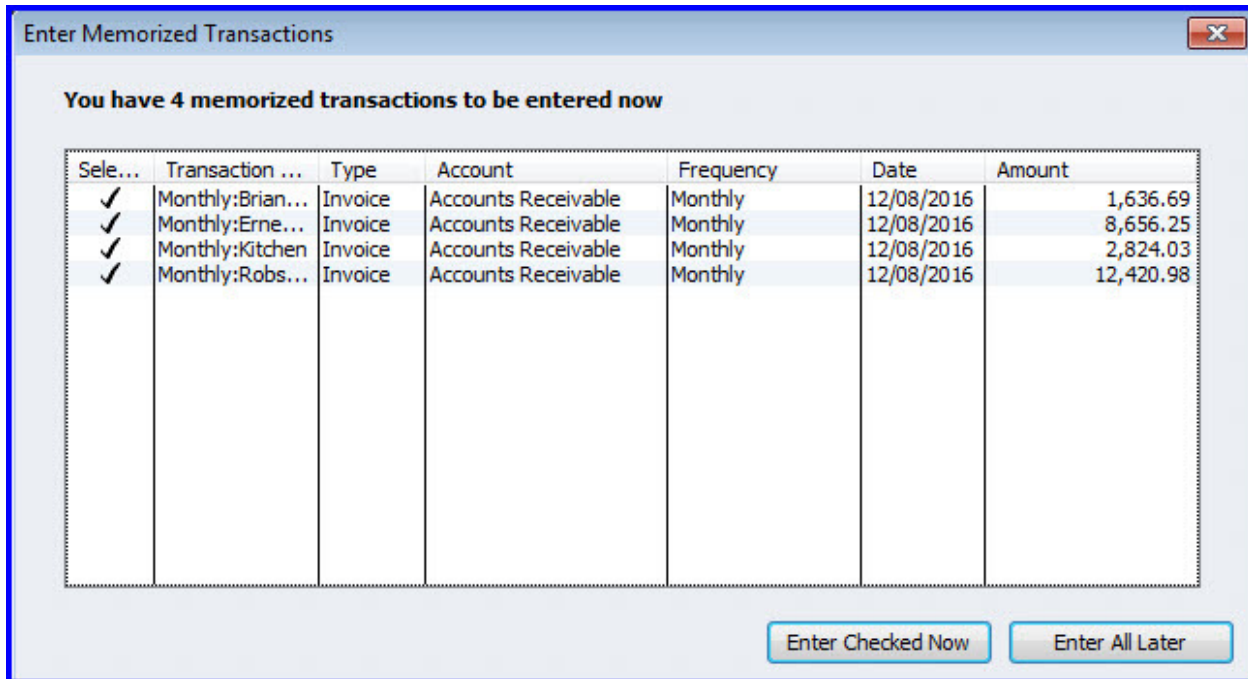 Enter Memorized Transactions
You have 4 memorized transactions to be entered now
Sele... Transaction ... Type Account Frequency Date Amount
✓ Monthly:Brian... Invoice Accounts Receivable Monthly 12/08/2016 1,636.69
✓ Monthly:Erne... Invoice Accounts Receivable Monthly 12/08/2016 8,656.25
✓ Monthly:Kitchen Invoice Accounts Receivable Monthly 12/08/2016 2,824.03
✓ Monthly:Robs... Invoice Accounts Receivable Monthly 12/08/2016 12,420.98
Enter Checked Now Enter All Later